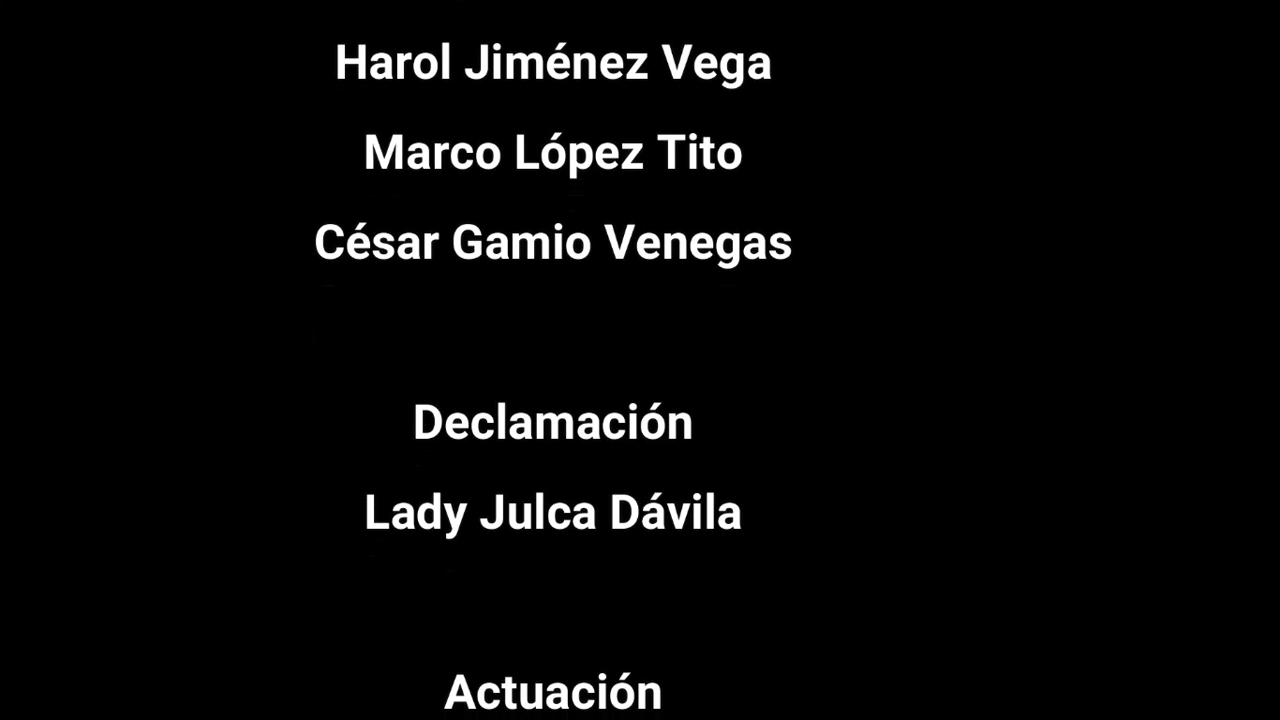 Harol Jiménez Vega
Marco López Tito
César Gamio Venegas
Declamación
Lady Julca Dávila
Actuación